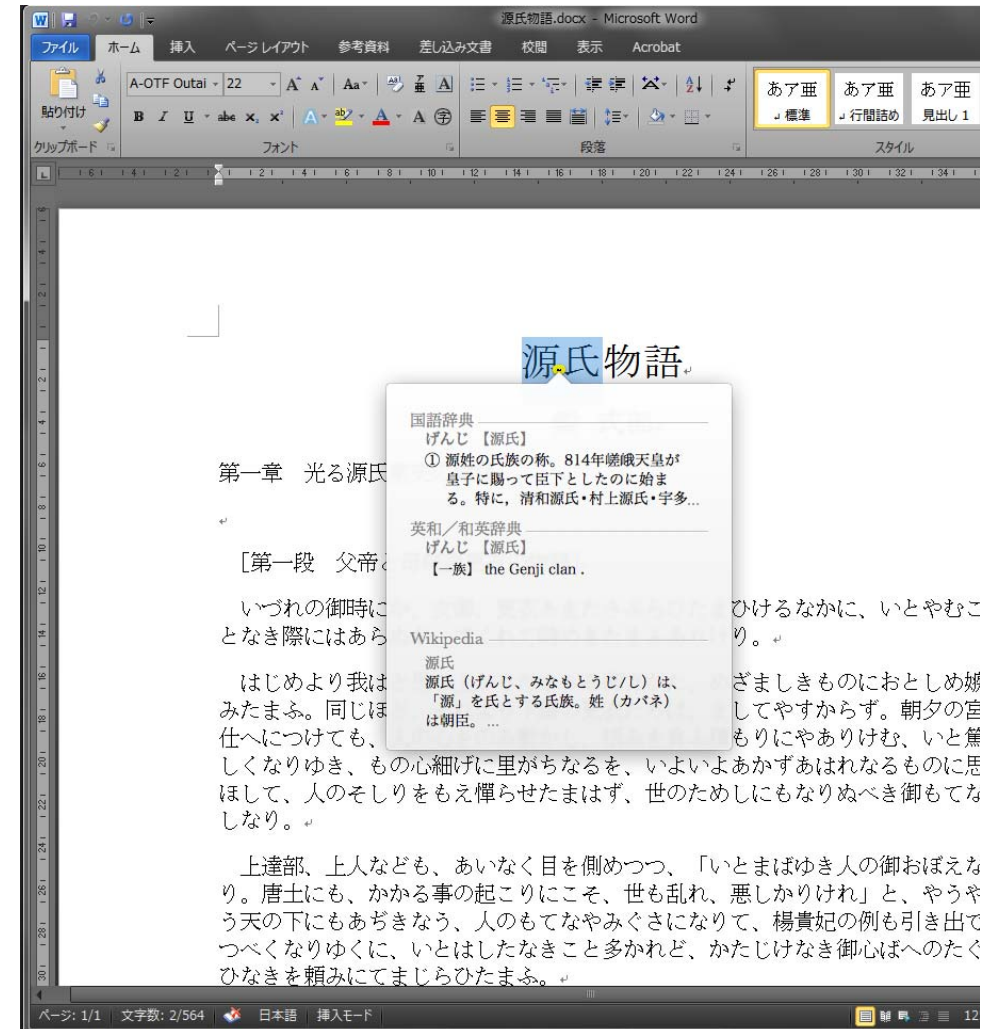 源氏物語.docx - Microsoft Word
ファイル ホーム 挿入 ページ レイアウト 参考資料 差し込み文書 校閲 表示 Acrobat
A-OTF Outai 22
貼り付け
あア亜 あア亜 あア亜
標準 行間詰め 見出し 1
クリップボード フォント 段落 スタイル
源氏物語
国語辞典
げんじ 【源氏】
① 源姓の氏族の称。814年嵯峨天皇が
皇子に賜って臣下としたのに始ま
る。特に，清和源氏・村上源氏・宇多...
英和／和英辞典
げんじ 【源氏】
【一族】 the Genji clan .
Wikipedia
源氏
源氏（げんじ、みなもとうじ/し）は、
「源」を氏とする氏族。姓（カバネ）
は朝臣。...
第一章 光る源氏
［第一段 父帝と
いづれの御時に ひけるなかに、いとやむご
となき際にはあら り。
はじめより我は ざましきものにおとしめ嫉
みたまふ。同じほ してやすからず。朝夕の宮
仕へにつけても、 もりにやありけむ、いと篤
しくなりゆき、もの心細げに里がちなるを、いよいよあかずあはれなるものに思
ほして、人のそしりをもえ憚らせたまはず、世のためしにもなりぬべき御もてな
しなり。
上達部、上人なども、あいなく目を側めつつ、「いとまばゆき人の御おぼえな
り。唐土にも、かかる事の起こりにこそ、世も乱れ、悪しかりけれ」と、やうや
う天の下にもあぢきなう、人のもてなやみぐさになりて、楊貴妃の例も引き出で
つべくなりゆくに、いとはしたなきこと多かれど、かたじけなき御心ばへのたぐ
ひなきを頼みにてまじらひたまふ。
ページ: 1/1 文字数: 2/564 日本語 挿入モード 12